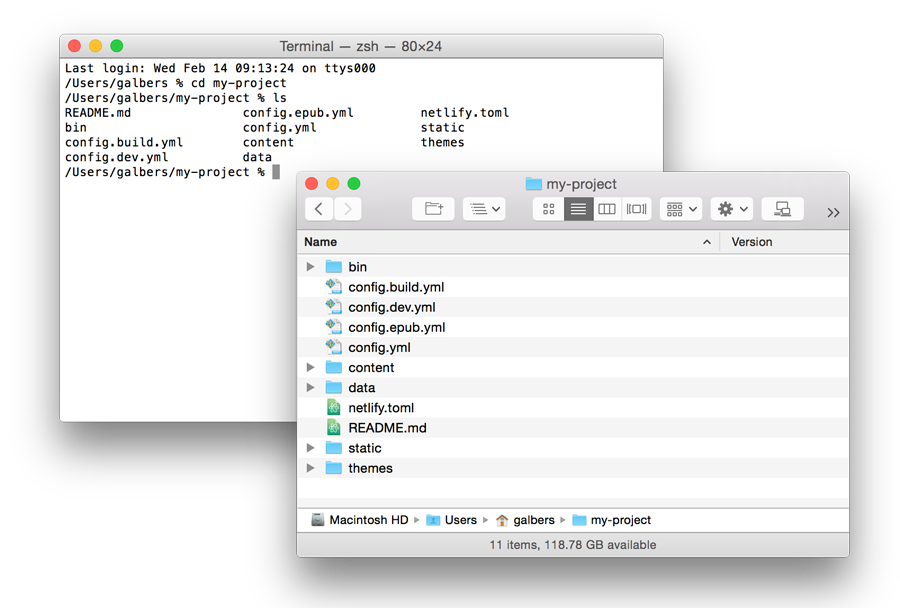 Terminal — zsh — 80×24
Last login: Wed Feb 14 09:13:24 on ttys000
/Users/galbers % cd my-project
/Users/galbers/my-project % ls
README.md config.epub.yml netlify.toml
bin config.yml static
config.build.yml content themes
config.dev.yml data
/Users/galbers/my-project %
my-project
Name Version
bin
config.build.yml
config.dev.yml
config.epub.yml
config.yml
content
data
netlify.toml
README.md
static
themes
Macintosh HD Users galbers my-project
11 items, 118.78 GB available